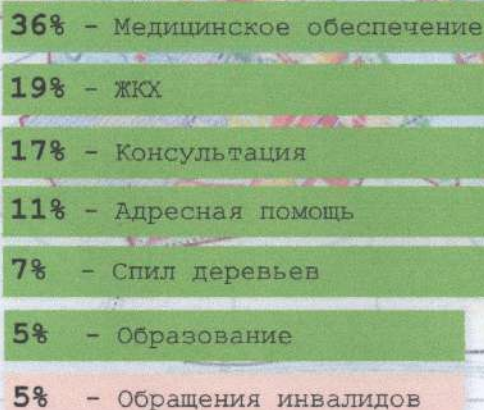 36% - Медицинское обеспечение
19% - ЖКХ
17% - Консультация
11% - Адресная помощь
7% - Спил деревьев
5% - Образование
5% - Обращения инвалидов